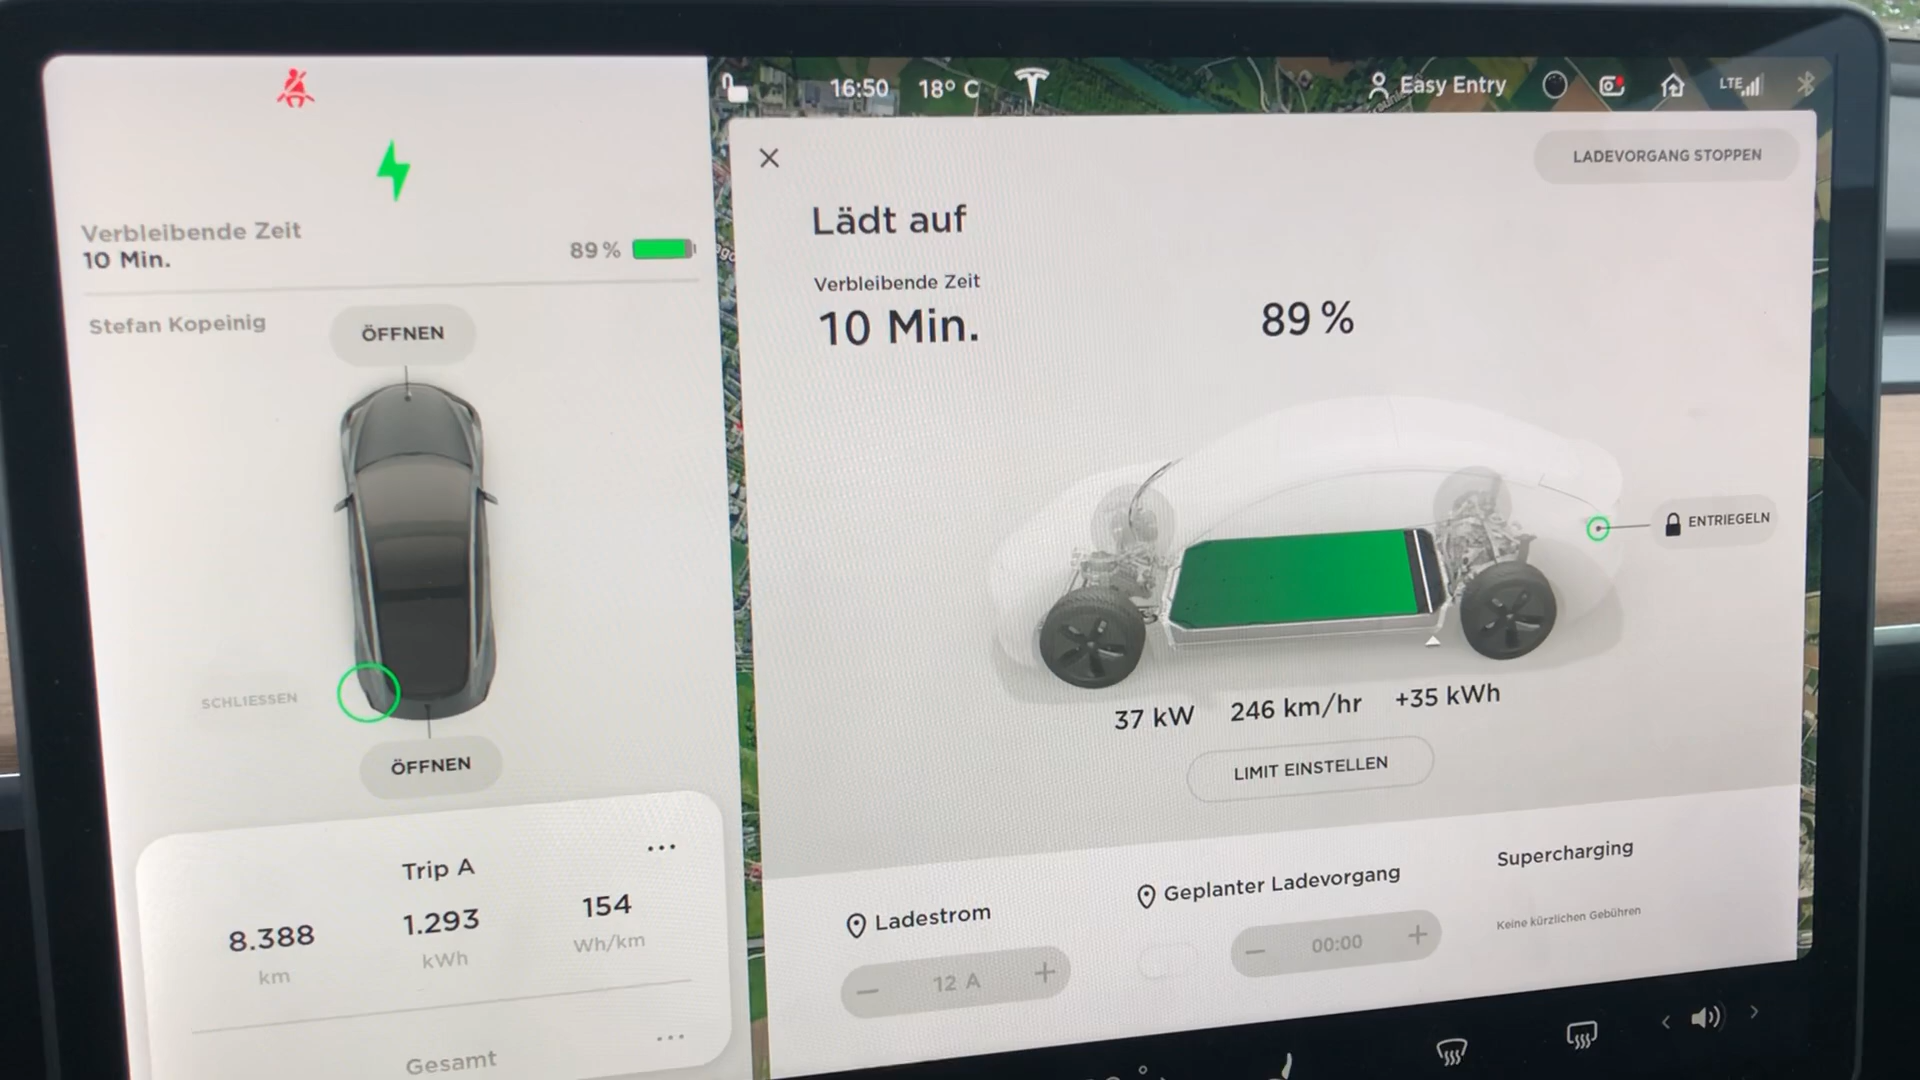 16:50 18° C Easy Entry LTE
Verbleibende Zeit
10 Min.
89 %
Stefan Kopeinig
ÖFFNEN
SCHLIESSEN
ÖFFNEN
Trip A
8.388 1.293 154
km kWh Wh/km
Gesamt
LADEVORGANG STOPPEN
Lädt auf
Verbleibende Zeit
10 Min.
89 %
ENTRIEGELN
37 kW 246 km/hr +35 kWh
LIMIT EINSTELLEN
Ladestrom
12 A
Geplanter Ladevorgang
00:00
Supercharging
Keine kürzlichen Gebühren